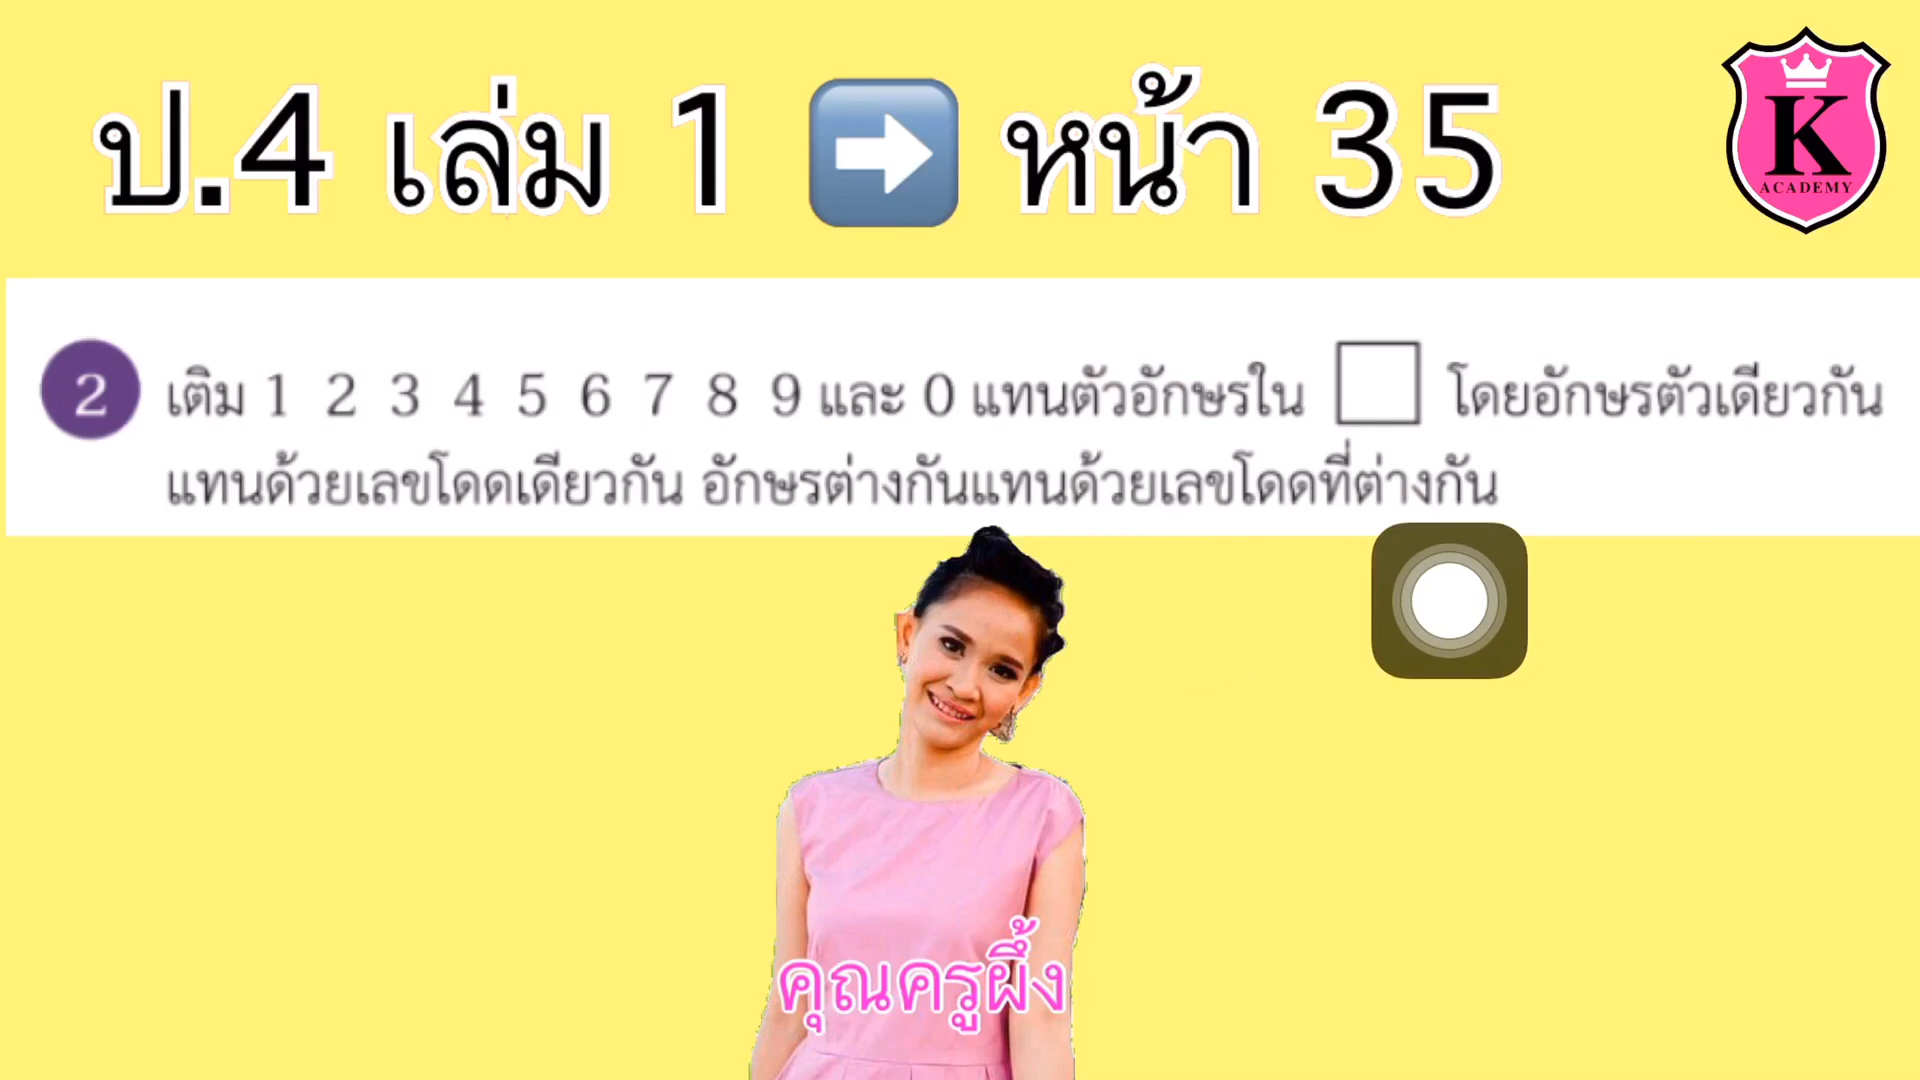 ป.4 เล่ม 1 ➡ หน้า 35
K
ACADEMY
2 เติม 1 2 3 4 5 6 7 8 9 และ 0 แทนตัวอักษรใน □ โดยอักษรตัวเดียวกัน
แทนด้วยเลขโดดเดียวกัน อักษรต่างกันแทนด้วยเลขโดดที่ต่างกัน
คุณครูผึ้ง